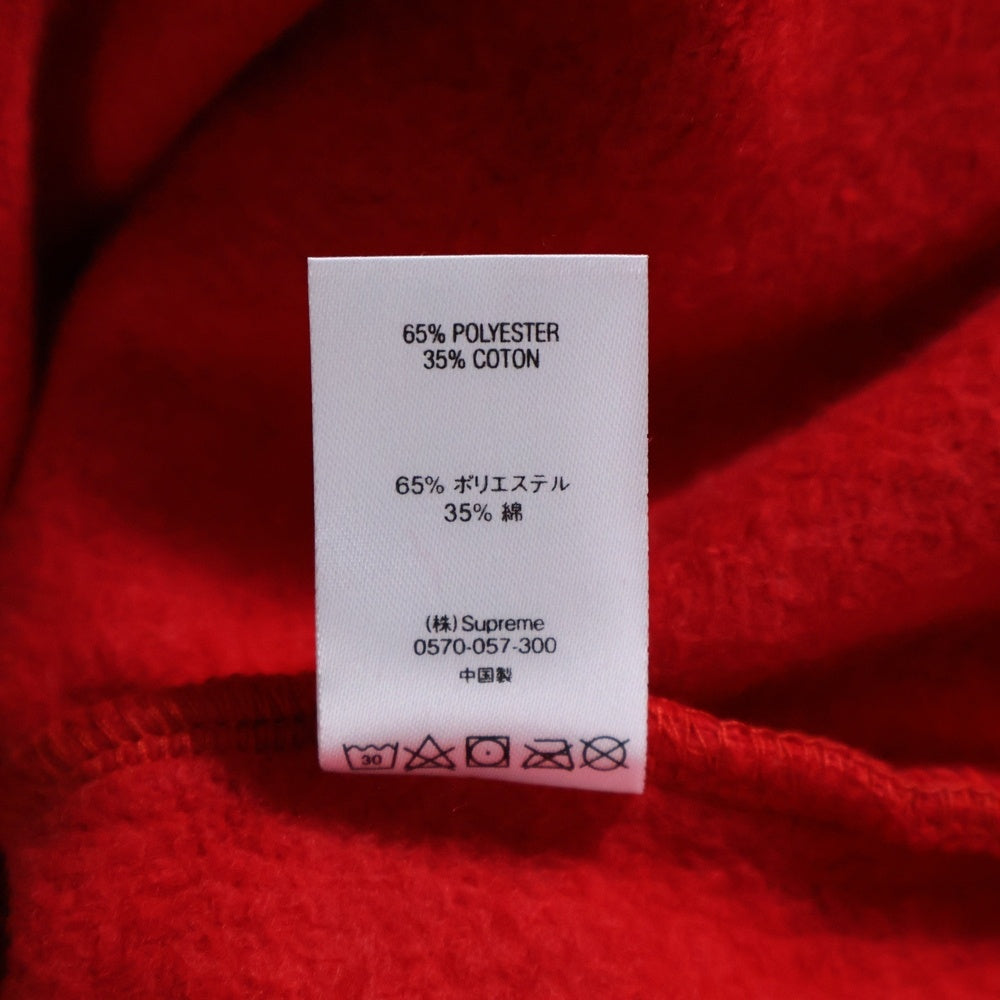 65% POLYESTER
35% COTON
65% ポリエステル
35% 綿
(株)Supreme
0570-057-300
中国製
30